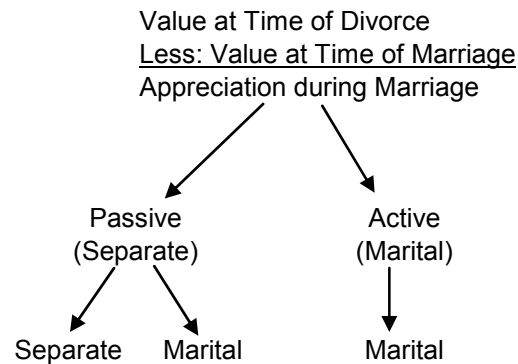 Value at Time of Divorce
Less: Value at Time of Marriage
Appreciation during Marriage
Passive Active
(Separate) (Marital)
Separate Marital Marital